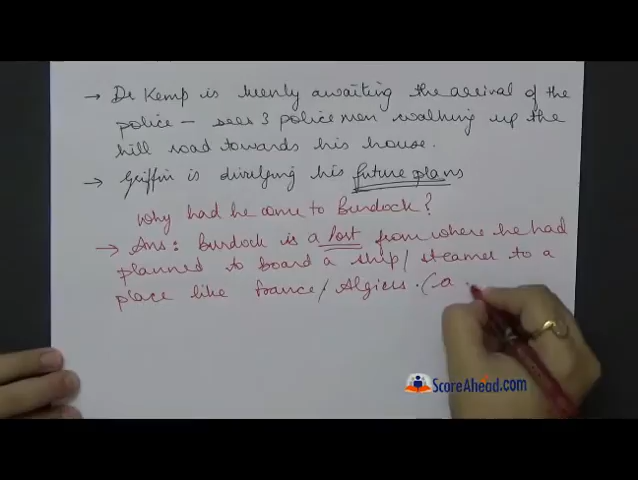 → Dr Kemp is keenly awaiting the arrival of the
police - sees 3 policemen walking up the
hill road towards his house.
→ Griffin is divulging his future plans
Why had he come to Burdock?
→ Ans: Burdock is a Port from where he had
planned to board a ship/steamer to a
place like France/Algiers. (a
ScoreAhead.com